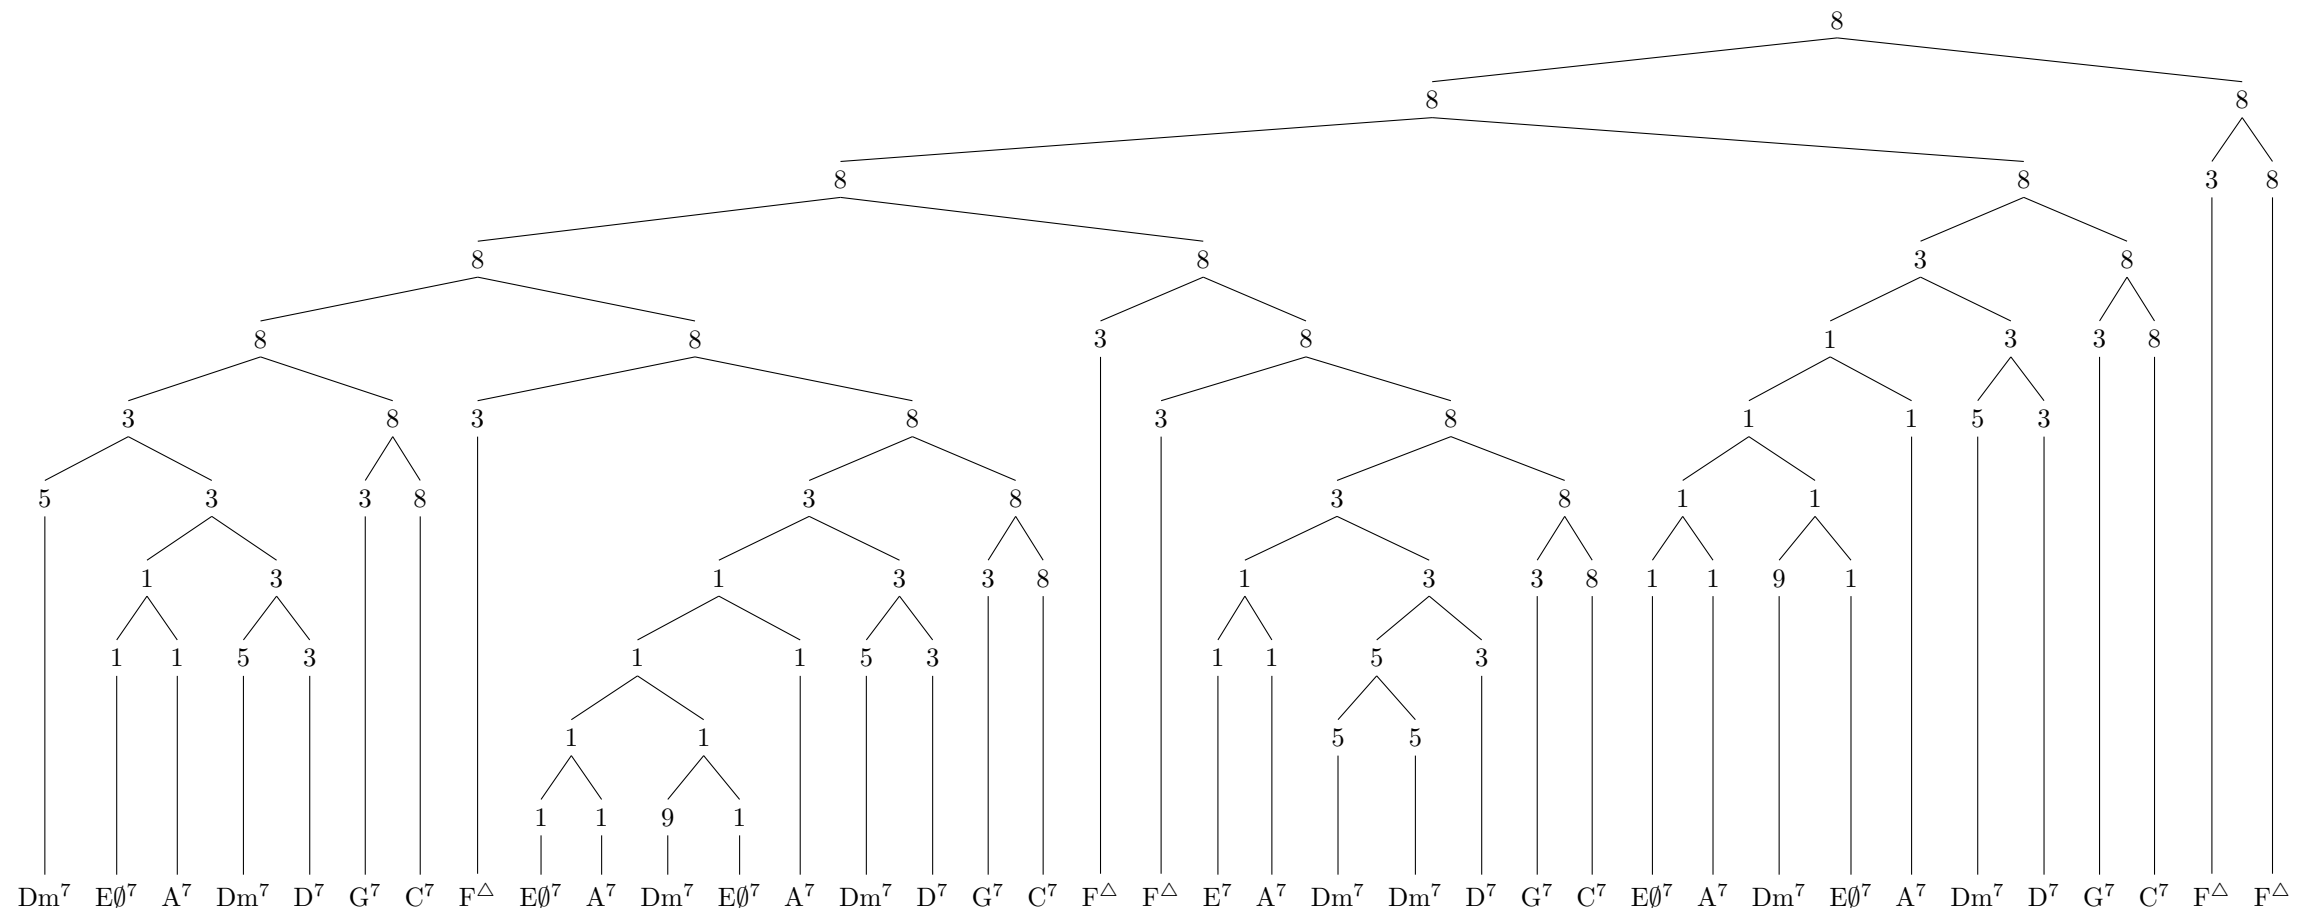 8
8 8
8 8 3 8
8 8 3 8
8 8 3 8 1 3 3 8
3 8 3 8 3 8 1 1 5 3
5 3 3 8 3 8 3 8 1 1
1 3 1 3 3 8 1 3 3 8 1 1 9 1
1 1 5 3 1 1 5 3 1 1 5 3
1 1 5 5
1 1 9 1
Dm⁷ E∅⁷ A⁷ Dm⁷ D⁷ G⁷ C⁷ F△ E∅⁷ A⁷ Dm⁷ E∅⁷ A⁷ Dm⁷ D⁷ G⁷ C⁷ F△ F△ E⁷ A⁷ Dm⁷ Dm⁷ D⁷ G⁷ C⁷ E∅⁷ A⁷ Dm⁷ E∅⁷ A⁷ Dm⁷ D⁷ G⁷ C⁷ F△ F△